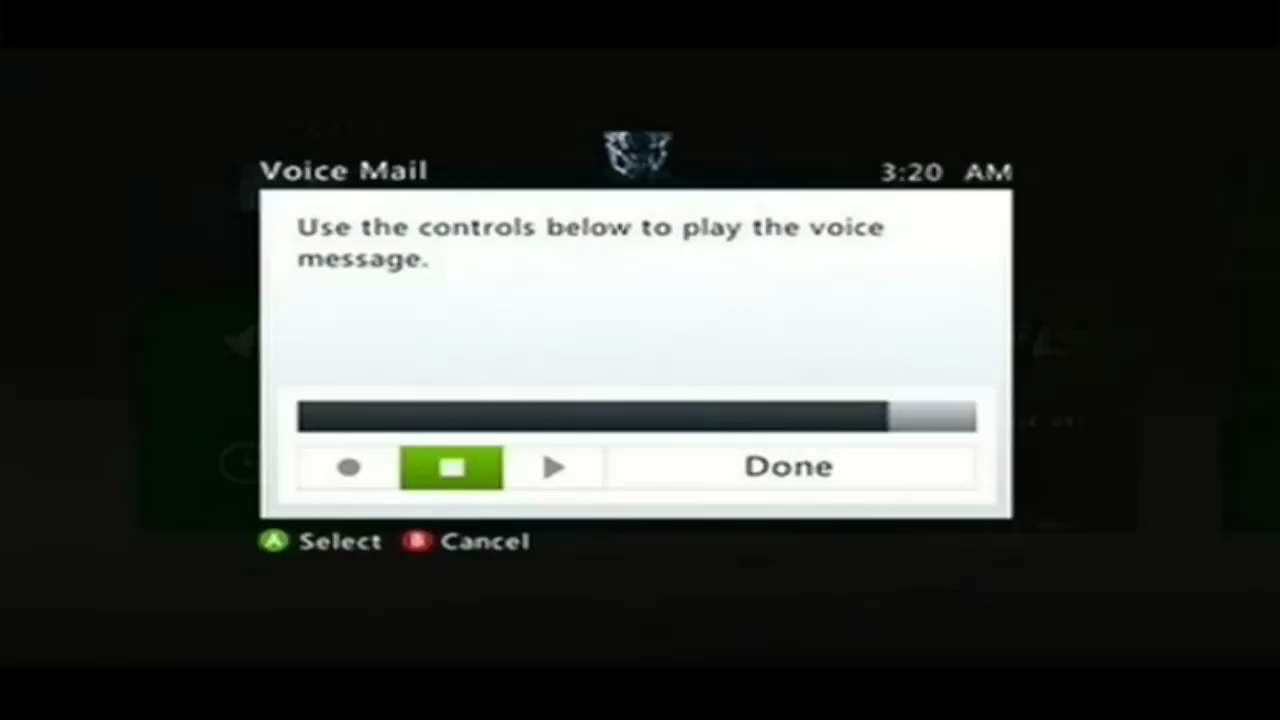 Voice Mail
3:20 AM
Use the controls below to play the voice
message.
Done
A Select B Cancel